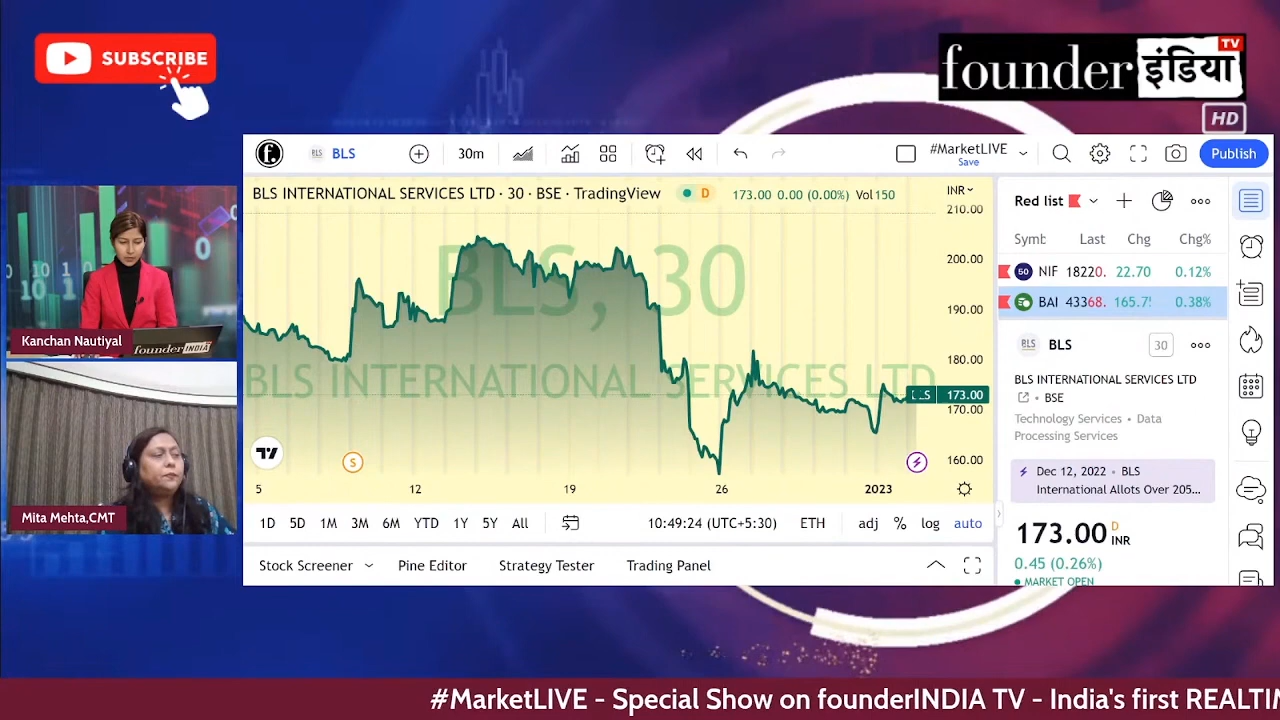 SUBSCRIBE
founder इंडिया TV
HD
BLS BLS 30m #MarketLIVE Save Publish
BLS INTERNATIONAL SERVICES LTD · 30 · BSE · TradingView D 173.00 0.00 (0.00%) Vol150 INR
210.00
200.00
190.00
180.00
BLS 173.00
170.00
160.00
BLS, 30
BLS INTERNATIONAL SERVICES LTD
S
5 12 19 26 2023
1D 5D 1M 3M 6M YTD 1Y 5Y All 10:49:24 (UTC+5:30) ETH adj % log auto
Stock Screener Pine Editor Strategy Tester Trading Panel
Red list
Symb Last Chg Chg%
50 NIF 18220. 22.70 0.12%
BAI 43368. 165.7 0.38%
BLS BLS 30
BLS INTERNATIONAL SERVICES LTD
• BSE
Technology Services • Data
Processing Services
Dec 12, 2022 • BLS
International Allots Over 205...
173.00 D INR
0.45 (0.26%)
• MARKET OPEN
Kanchan Nautiyal
founder INDIA
Mita Mehta,CMT
#MarketLIVE - Special Show on founderINDIA TV - India's first REALTI